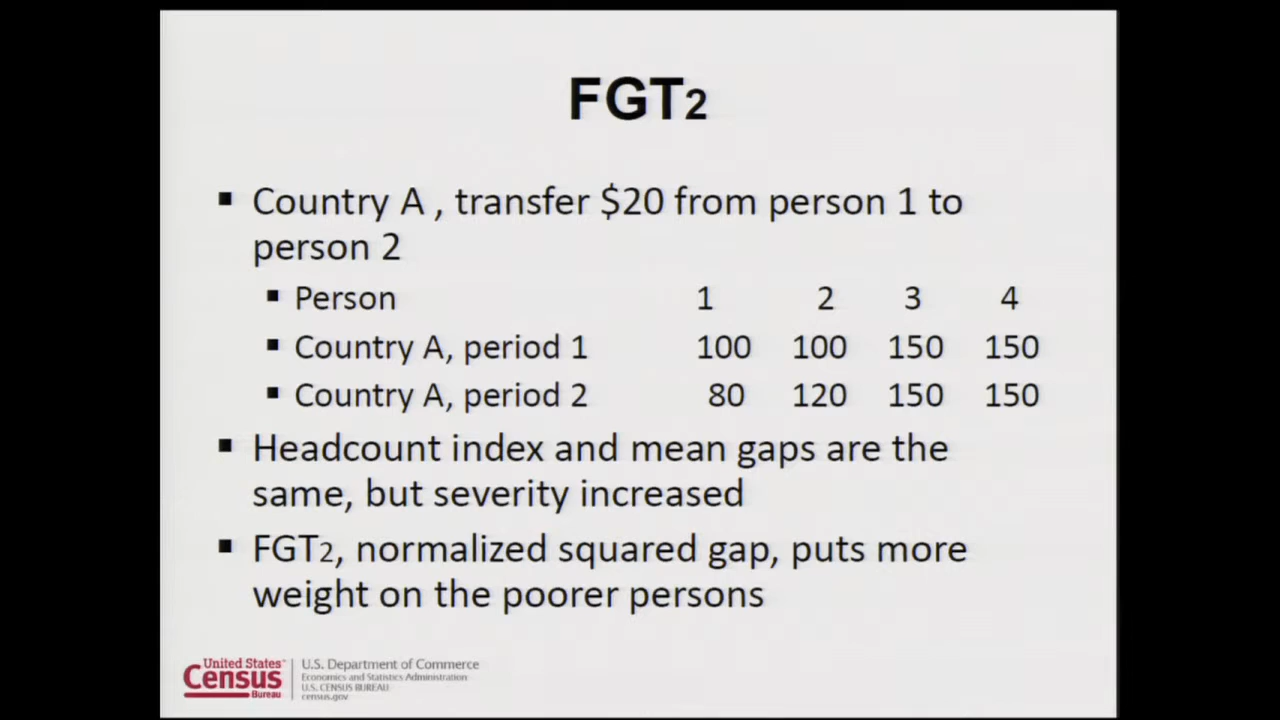 FGT2
Country A , transfer $20 from person 1 to
person 2
Person 1 2 3 4
Country A, period 1 100 100 150 150
Country A, period 2 80 120 150 150
Headcount index and mean gaps are the
same, but severity increased
FGT2, normalized squared gap, puts more
weight on the poorer persons
United States™
Census
Bureau
U.S. Department of Commerce
Economics and Statistics Administration
U.S. CENSUS BUREAU
census.gov